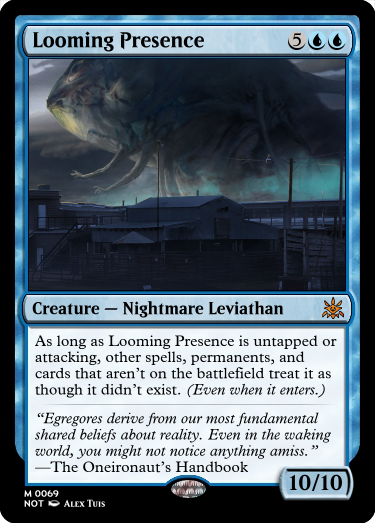 Looming Presence 5
Creature — Nightmare Leviathan
As long as Looming Presence is untapped or
attacking, other spells, permanents, and
cards that aren't on the battlefield treat it as
though it didn't exist. (Even when it enters.)
“Egregores derive from our most fundamental
shared beliefs about reality. Even in the waking
world, you might not notice anything amiss.”
—The Oneironaut's Handbook
10/10
M 0069
NOT Alex Tuis